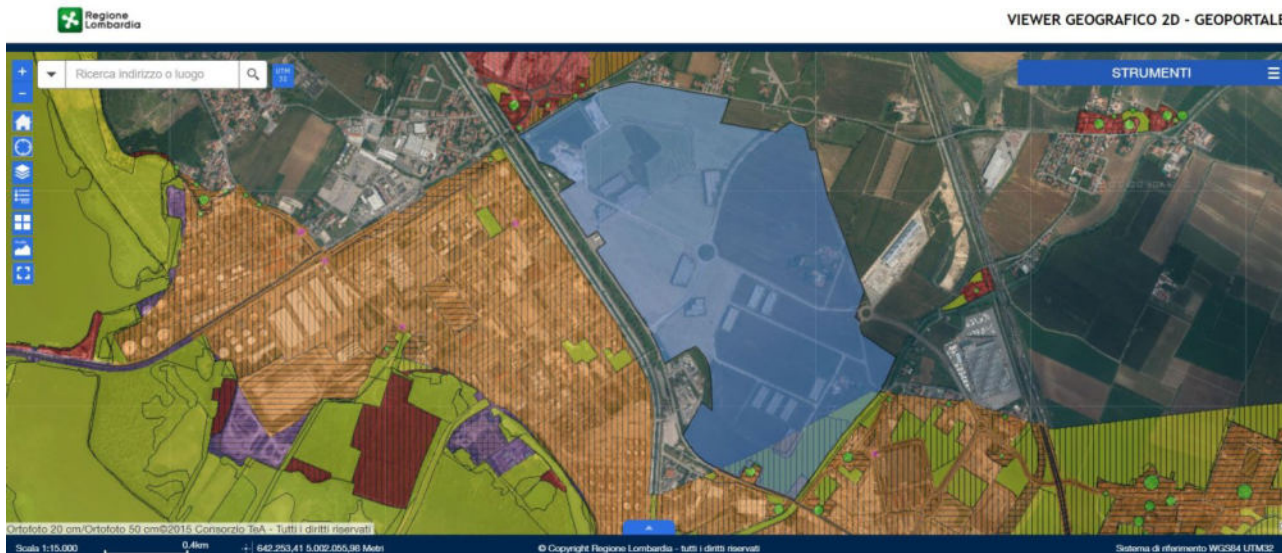 Regione
Lombardia
VIEWER GEOGRAFICO 2D - GEOPORTALE
+
Ricerca indirizzo o luogo
UTM
32
STRUMENTI
-
Ortofoto 20 cm/Ortofoto 50 cm©2015 Consorzio TeA - Tutti i diritti riservati
Scala 1:15.000
0,4km
642.253,41 5.002.055,98 Metri
© Copyright Regione Lombardia - tutti i diritti riservati
Sistema di riferimento WGS84 UTM32